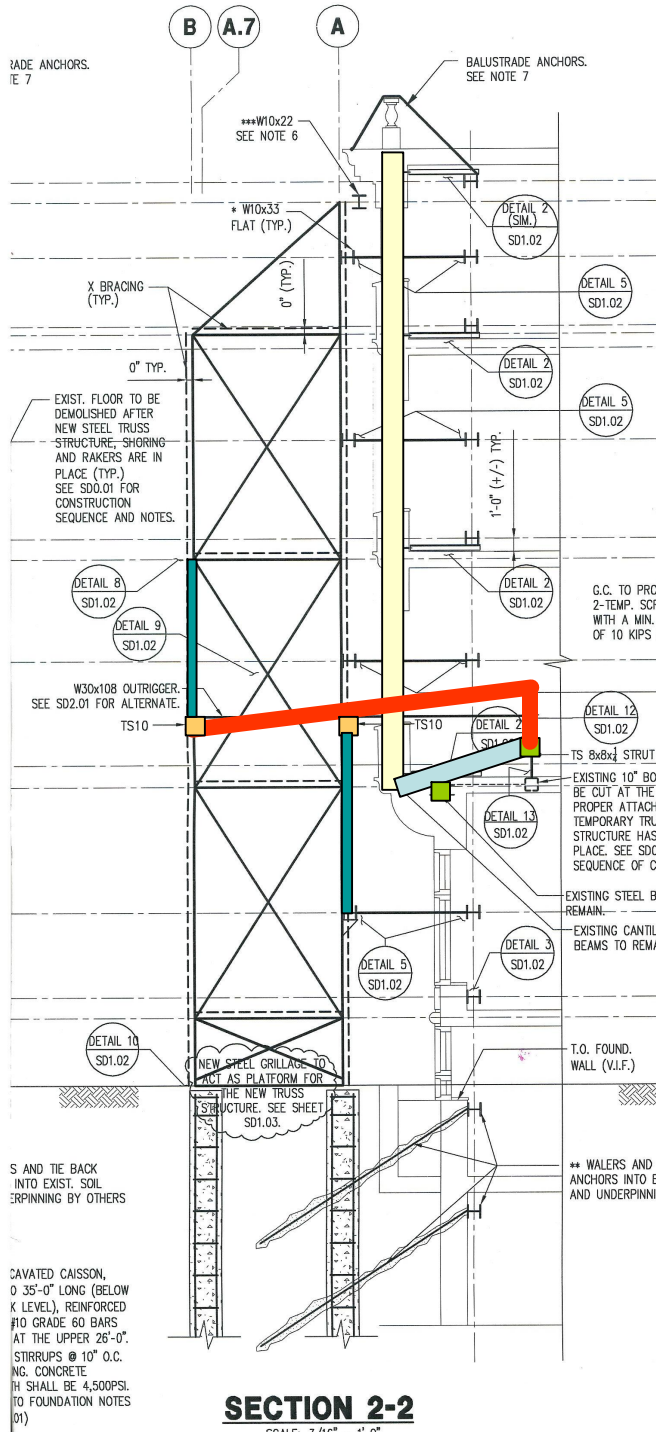 B
A.7
A
RADE ANCHORS.
TE 7
BALUSTRADE ANCHORS.
SEE NOTE 7
***W10x22
SEE NOTE 6
* W10x33
FLAT (TYP.)
DETAIL 2
(SIM.)
SD1.02
X BRACING
(TYP.)
0" (TYP.)
DETAIL 5
SD1.02
0" TYP.
DETAIL 2
SD1.02
EXIST. FLOOR TO BE
DEMOLISHED AFTER
NEW STEEL TRUSS
STRUCTURE, SHORING
AND RAKERS ARE IN
PLACE (TYP.)
SEE SD0.01 FOR
CONSTRUCTION
SEQUENCE AND NOTES.
DETAIL 5
SD1.02
1'-0" (+/-) TYP.
DETAIL 8
SD1.02
DETAIL 2
SD1.02
G.C. TO PRO
2-TEMP. SCR
WITH A MIN.
OF 10 KIPS
DETAIL 9
SD1.02
W30x108 OUTRIGGER.
SEE SD2.01 FOR ALTERNATE.
TS10
TS10
DETAIL 2
DETAIL 12
SD1.02
TS 8x8x STRUT
EXISTING 10" BO
BE CUT AT THE
PROPER ATTACH
TEMPORARY TRU
STRUCTURE HAS
PLACE. SEE SD0
SEQUENCE OF C
DETAIL 13
SD1.02
EXISTING STEEL B
REMAIN.
EXISTING CANTIL
BEAMS TO REMA
DETAIL 5
SD1.02
DETAIL 3
SD1.02
DETAIL 10
SD1.02
NEW STEEL GRILLAGE TO
ACT AS PLATFORM FOR
THE NEW TRUSS
STRUCTURE. SEE SHEET
SD1.03.
T.O. FOUND.
WALL (V.I.F.)
S AND TIE BACK
INTO EXIST. SOIL
ERPINNING BY OTHERS
** WALERS AND
ANCHORS INTO E
AND UNDERPINNI
CAVATED CAISSON,
O 35'-0" LONG (BELOW
K LEVEL), REINFORCED
#10 GRADE 60 BARS
AT THE UPPER 26'-0".
STIRRUPS @ 10" O.C.
NG. CONCRETE
TH SHALL BE 4,500PSI.
TO FOUNDATION NOTES
.01)
SECTION 2-2